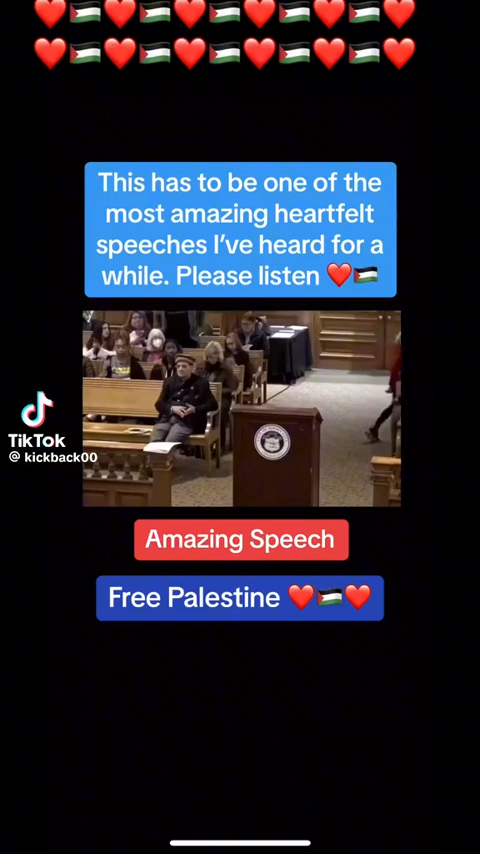 This has to be one of the
most amazing heartfelt
speeches I've heard for a
while. Please listen ❤️🇵🇸
TikTok
@ kickback00
Amazing Speech
Free Palestine ❤️🇵🇸❤️